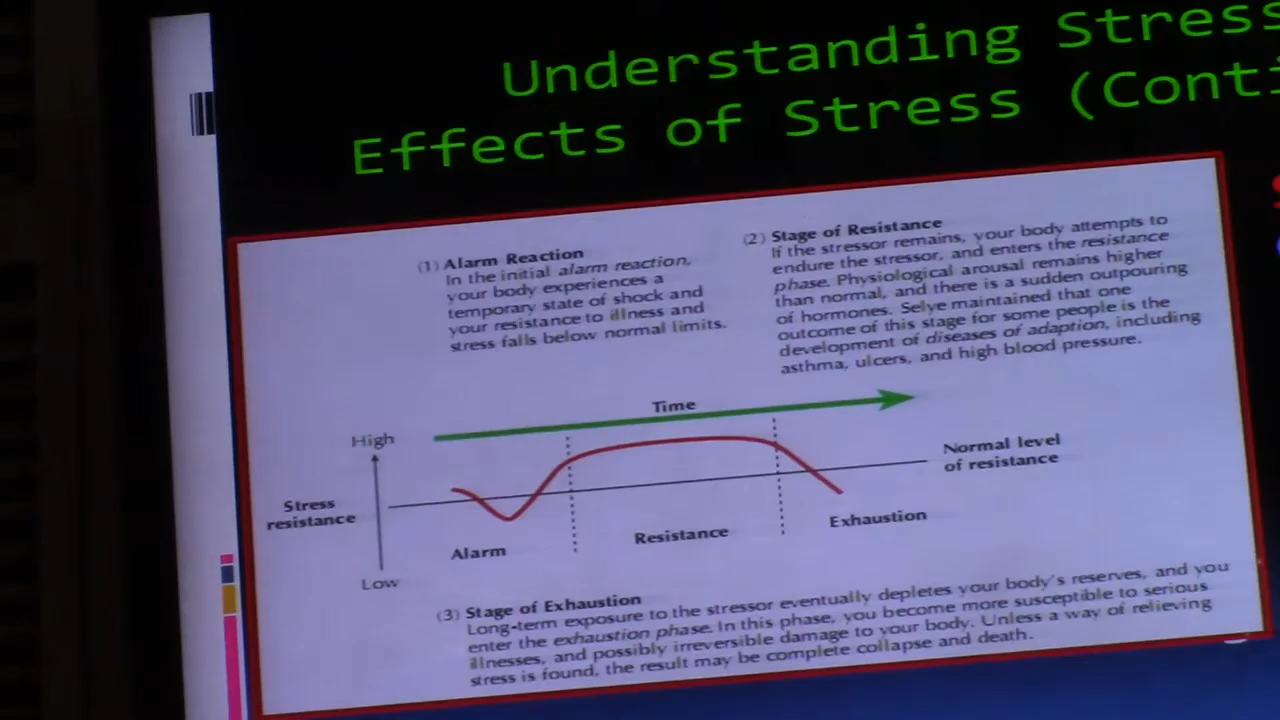 Understanding Stress
Effects of Stress (Conti
(1) Alarm Reaction
In the initial alarm reaction,
your body experiences a
temporary state of shock and
your resistance to illness and
stress falls below normal limits.
(2) Stage of Resistance
If the stressor remains, your body attempts to
endure the stressor, and enters the resistance
phase. Physiological arousal remains higher
than normal, and there is a sudden outpouring
of hormones. Selye maintained that one
outcome of this stage for some people is the
development of diseases of adaption, including
asthma, ulcers, and high blood pressure.
Time
High
Normal level
of resistance
Stress
resistance
Alarm
Resistance
Exhaustion
Low
(3) Stage of Exhaustion
Long-term exposure to the stressor eventually depletes your body's reserves, and you
enter the exhaustion phase. In this phase, you become more susceptible to serious
illnesses, and possibly irreversible damage to your body. Unless a way of relieving
stress is found, the result may be complete collapse and death.